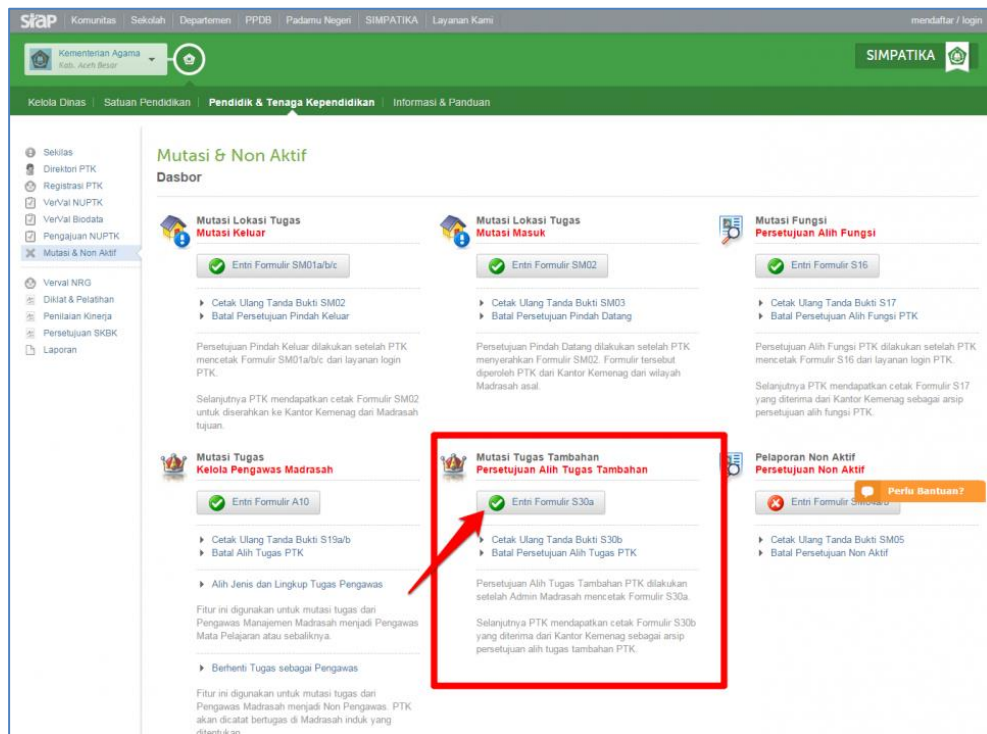 siap Komunitas Sekolah Departemen PPDB Padamu Negeri SIMPATIKA Layanan Kami mendaftar / login
Kementerian Agama
Kab. Aceh Besar
SIMPATIKA
Kelola Dinas Satuan Pendidikan Pendidik & Tenaga Kependidikan Informasi & Panduan
Sekilas
Direktori PTK
Registrasi PTK
VerVal NUPTK
VerVal Biodata
Pengajuan NUPTK
Mutasi & Non Aktif
Verval NRG
Diklat & Pelatihan
Penilaian Kinerja
Persetujuan SKBK
Laporan
Mutasi & Non Aktif
Dasbor
Mutasi Lokasi Tugas
Mutasi Keluar
Entri Formulir SM01a/b/c
Cetak Ulang Tanda Bukti SM02
Batal Persetujuan Pindah Keluar
Persetujuan Pindah Keluar dilakukan setelah PTK
mencetak Formulir SM01a/b/c dari layanan login
PTK.
Selanjutnya PTK mendapatkan cetak Formulir SM02
untuk diserahkan ke Kantor Kemenag dari Madrasah
tujuan.
Mutasi Lokasi Tugas
Mutasi Masuk
Entri Formulir SM02
Cetak Ulang Tanda Bukti SM03
Batal Persetujuan Pindah Datang
Persetujuan Pindah Datang dilakukan setelah PTK
menyerahkan Formulir SM02. Formulir tersebut
diperoleh PTK dari Kantor Kemenag dari wilayah
Madrasah asal.
Mutasi Fungsi
Persetujuan Alih Fungsi
Entri Formulir S16
Cetak Ulang Tanda Bukti S17
Batal Persetujuan Alih Fungsi PTK
Persetujuan Alih Fungsi PTK dilakukan setelah PTK
mencetak Formulir S16 dari layanan login PTK.
Selanjutnya PTK mendapatkan cetak Formulir S17
yang diterima dari Kantor Kemenag sebagai arsip
persetujuan alih fungsi PTK.
Mutasi Tugas
Kelola Pengawas Madrasah
Entri Formulir A10
Cetak Ulang Tanda Bukti S19a/b
Batal Alih Tugas PTK
Alih Jenis dan Lingkup Tugas Pengawas
Fitur ini digunakan untuk mutasi tugas dari
Pengawas Manajemen Madrasah menjadi Pengawas
Mata Pelajaran atau sebaliknya.
Berhenti Tugas sebagai Pengawas
Fitur ini digunakan untuk mutasi tugas dari
Pengawas Madrasah menjadi Non Pengawas. PTK
akan dicatat bertugas di Madrasah induk yang
ditentukan.
Mutasi Tugas Tambahan
Persetujuan Alih Tugas Tambahan
Entri Formulir S30a
Cetak Ulang Tanda Bukti S30b
Batal Persetujuan Alih Tugas PTK
Persetujuan Alih Tugas Tambahan PTK dilakukan
setelah Admin Madrasah mencetak Formulir S30a.
Selanjutnya PTK mendapatkan cetak Formulir S30b
yang diterima dari Kantor Kemenag sebagai arsip
persetujuan alih tugas tambahan PTK.
Pelaporan Non Aktif
Persetujuan Non Aktif
Entri Formulir
Perlu Bantuan?
Cetak Ulang Tanda Bukti SM05
Batal Persetujuan Non Aktif